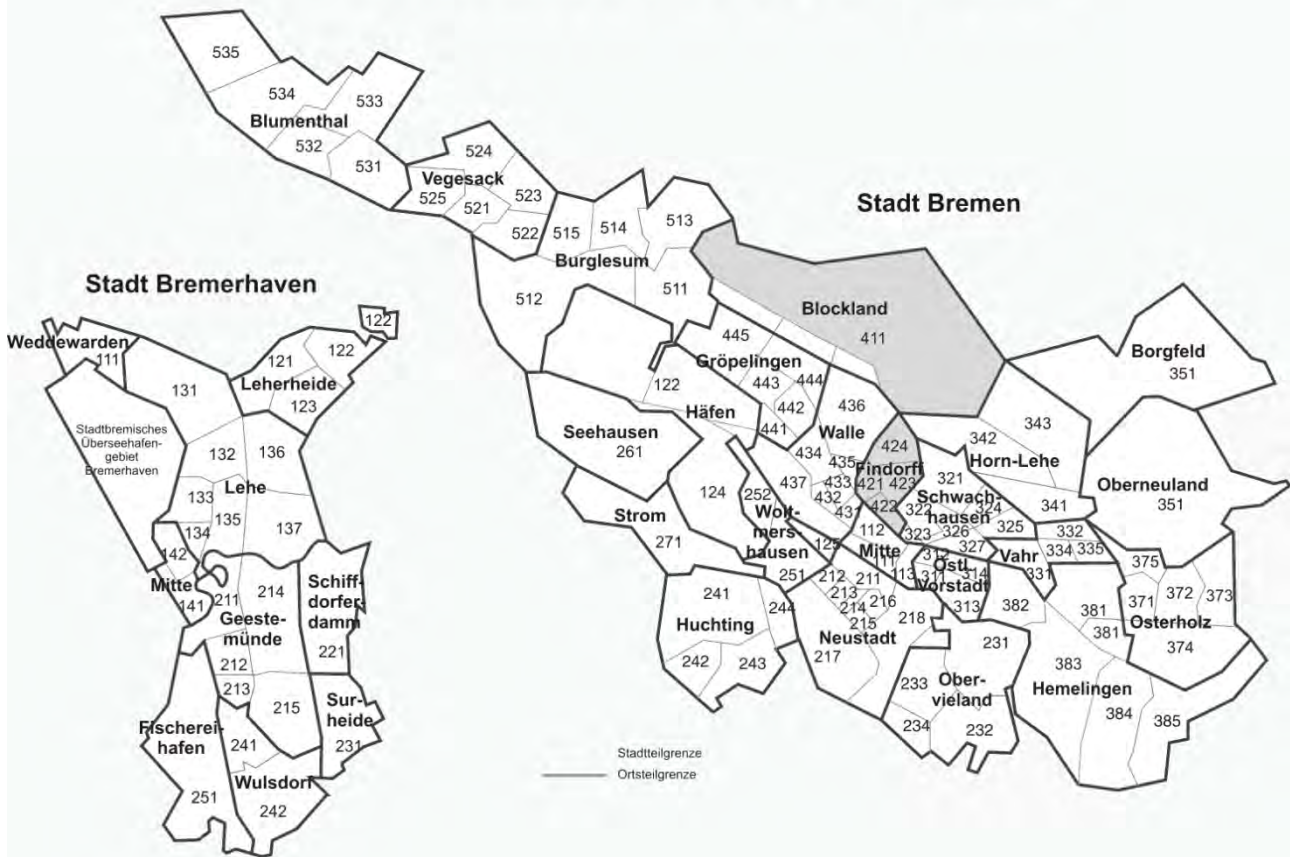 535
534
533
Blumenthal
532
531
524
Vegesack
525
521
523
522
515
514
513
Burglesum
512
511
Stadt Bremen
Blockland
411
Borgfeld
351
Stadt Bremerhaven
Weddewarden
111
122
121
122
Leherheide
123
131
Stadtbremisches
Überseehafen-
gebiet
Bremerhaven
132
136
Lehe
133
135
134
137
142
Mitte
141
211
214
Geeste-
münde
Schiff-
dorfer
damm
221
212
213
215
Sur-
heide
231
Fischerei-
hafen
241
Wulsdorf
251
242
445
Gröpelingen
443
444
122
442
Häfen
441
436
Walle
434
435
437
433
432
431
424
Findorff
421
423
422
Seehausen
261
Strom
271
124
252
Wolt-
mers-
hausen
125
251
343
342
Horn-Lehe
341
321
Schwach-
hausen
322
324
325
323
326
327
Oberneuland
351
112
Mitte
111
113
312
Östl.
Vorstadt
311
314
313
Vahr
332
334
335
331
375
371
372
373
Osterholz
374
241
244
Huchting
242
243
212
211
213
214
216
215
218
Neustadt
217
382
381
381
383
Hemelingen
384
385
231
233
Ober-
vieland
234
232
Stadtteilgrenze
Ortsteilgrenze